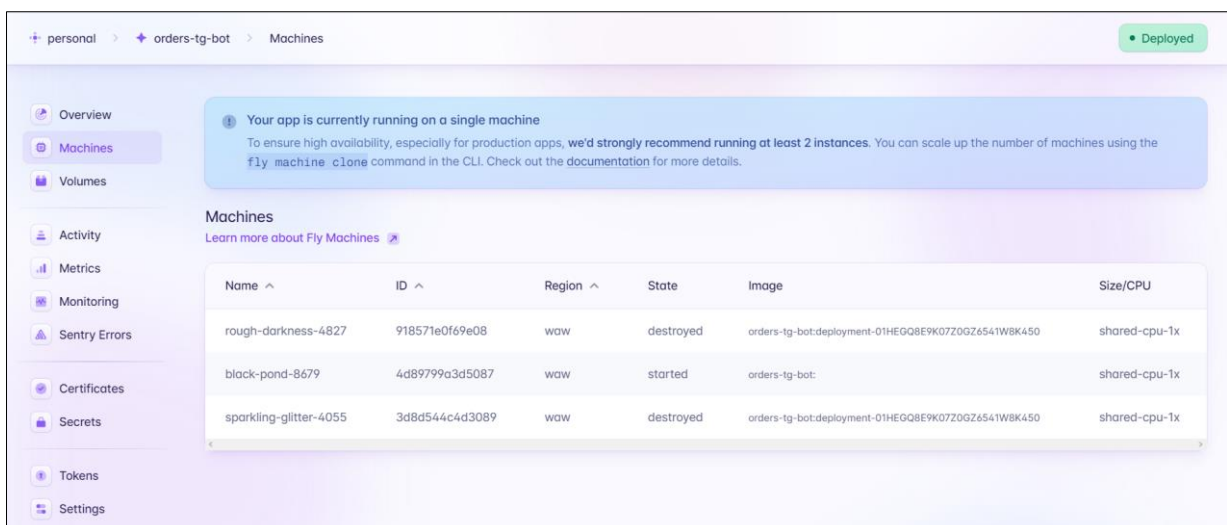 personal > orders-tg-bot > Machines
Deployed
Overview
Machines
Volumes
Activity
Metrics
Monitoring
Sentry Errors
Certificates
Secrets
Tokens
Settings
Your app is currently running on a single machine
To ensure high availability, especially for production apps, we'd strongly recommend running at least 2 instances. You can scale up the number of machines using the
fly machine clone command in the CLI. Check out the documentation for more details.
Machines
Learn more about Fly Machines
Name ID Region State Image Size/CPU
rough-darkness-4827 918571e0f69e08 waw destroyed orders-tg-bot:deployment-01HEGQ8E9K07Z0GZ6541W8K450 shared-cpu-1x
black-pond-8679 4d89799a3d5087 waw started orders-tg-bot: shared-cpu-1x
sparkling-glitter-4055 3d8d544c4d3089 waw destroyed orders-tg-bot:deployment-01HEGQ8E9K07Z0GZ6541W8K450 shared-cpu-1x